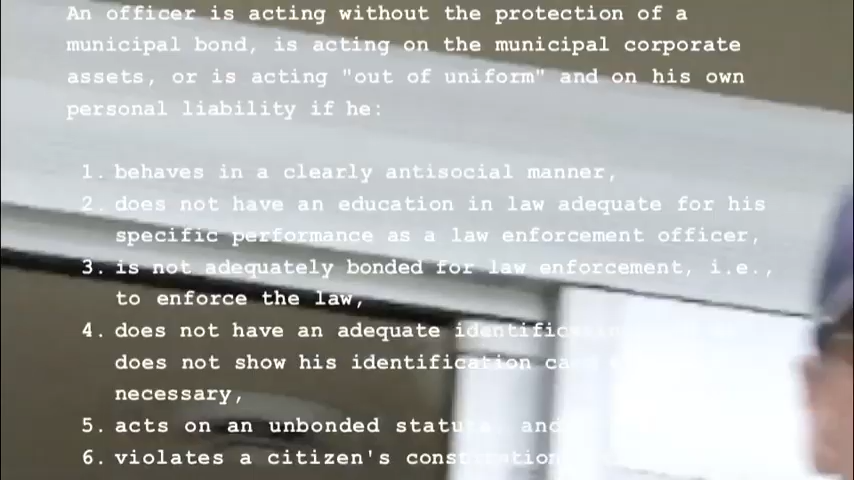 An officer is acting without the protection of a
municipal bond, is acting on the municipal corporate
assets, or is acting "out of uniform" and on his own
personal liability if he:
1. behaves in a clearly antisocial manner,
2. does not have an education in law adequate for his
specific performance as a law enforcement officer,
3. is not adequately bonded for law enforcement, i.e.,
to enforce the law,
4. does not have an adequate
does not show his identification
necessary,
5. acts on an unbonded statute, and
6. violates a citizen's